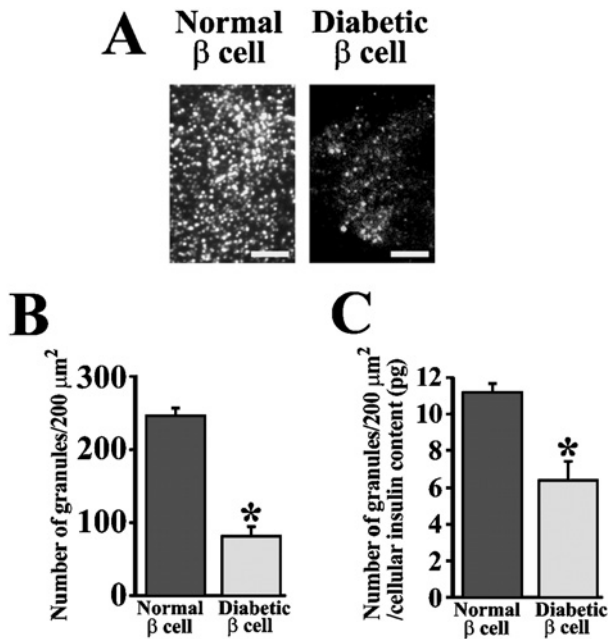 A
Normal
β cell
Diabetic
β cell
B
Number of granules/200 μm²
300
200
100
0
*
Normal
β cell
Diabetic
β cell
C
Number of granules/200 μm²
/cellular insulin content (pg)
12
10
8
6
4
2
0
*
Normal
β cell
Diabetic
β cell